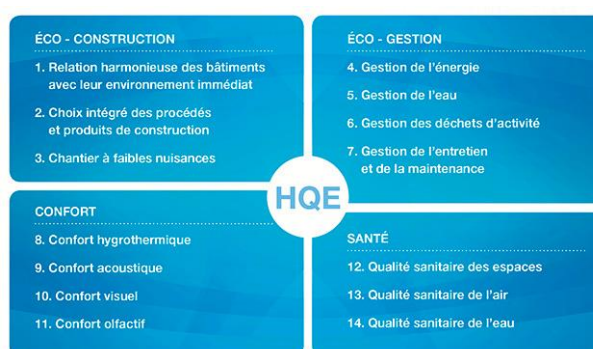 ÉCO - CONSTRUCTION
1. Relation harmonieuse des bâtiments
avec leur environnement immédiat
2. Choix intégré des procédés
et produits de construction
3. Chantier à faibles nuisances
ÉCO - GESTION
4. Gestion de l'énergie
5. Gestion de l'eau
6. Gestion des déchets d'activité
7. Gestion de l'entretien
et de la maintenance
HQE
CONFORT
8. Confort hygrothermique
9. Confort acoustique
10. Confort visuel
11. Confort olfactif
SANTÉ
12. Qualité sanitaire des espaces
13. Qualité sanitaire de l'air
14. Qualité sanitaire de l'eau